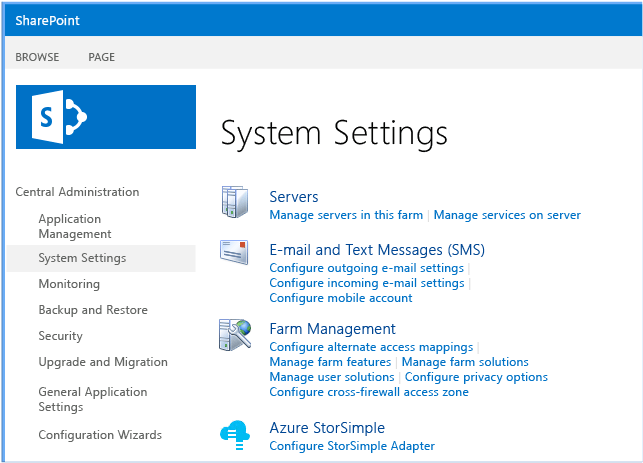 SharePoint
BROWSE PAGE
S
System Settings
Central Administration
Application
Management
System Settings
Monitoring
Backup and Restore
Security
Upgrade and Migration
General Application
Settings
Configuration Wizards
Servers
Manage servers in this farm | Manage services on server
E-mail and Text Messages (SMS)
Configure outgoing e-mail settings |
Configure incoming e-mail settings |
Configure mobile account
Farm Management
Configure alternate access mappings |
Manage farm features | Manage farm solutions
Manage user solutions | Configure privacy options
Configure cross-firewall access zone
Azure StorSimple
Configure StorSimple Adapter